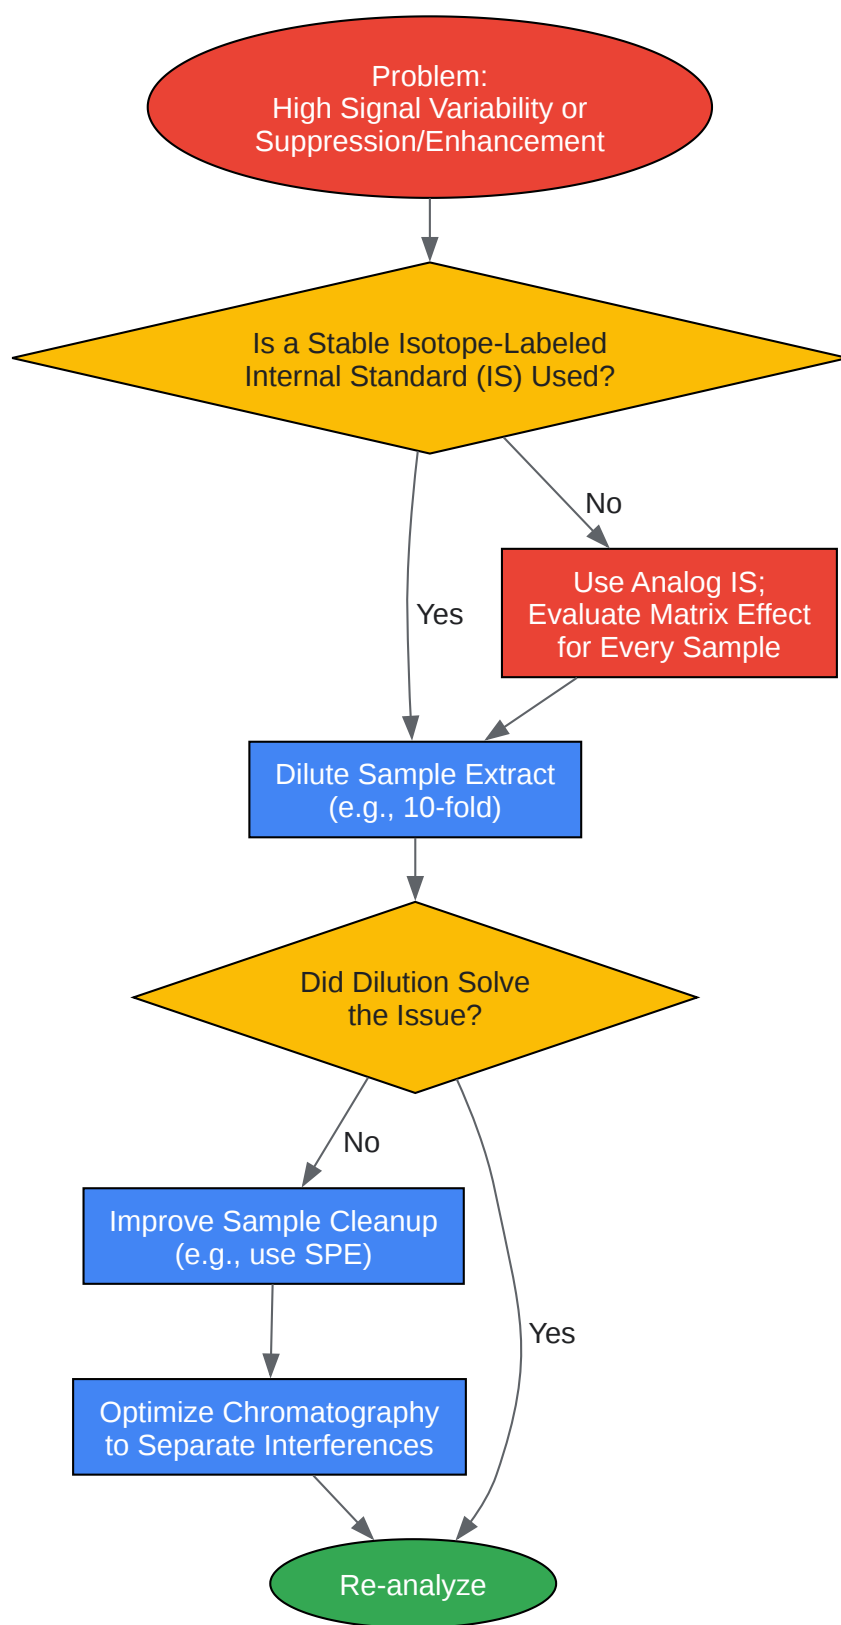 Problem:
High Signal Variability or
Suppression/Enhancement
Is a Stable Isotope-Labeled
Internal Standard (IS) Used?
No
Use Analog IS;
Evaluate Matrix Effect
for Every Sample
Yes
Dilute Sample Extract
(e.g., 10-fold)
Did Dilution Solve
the Issue?
No
Improve Sample Cleanup
(e.g., use SPE)
Yes
Optimize Chromatography
to Separate Interferences
Re-analyze